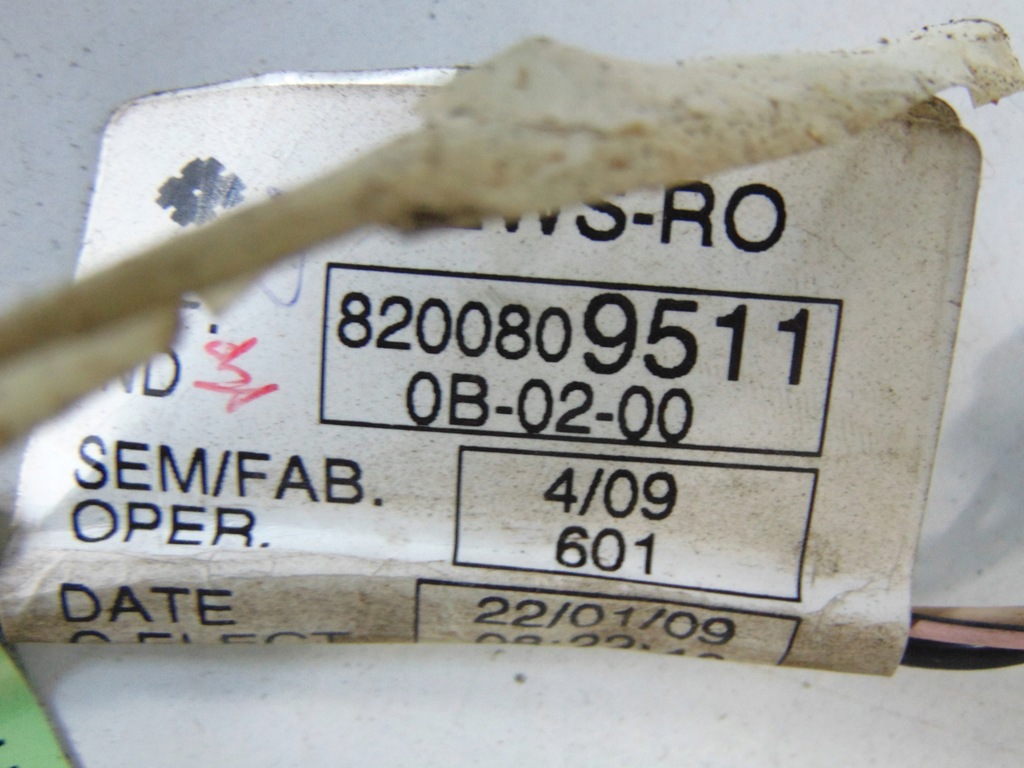 WS-RO
8200809511
0B-02-00
SEM/FAB. 4/09
OPER. 601
DATE 22/01/09